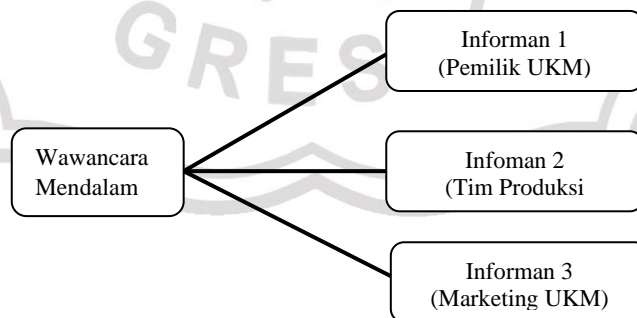 GRES
Informan 1
(Pemilik UKM)
Wawancara
Mendalam
Infoman 2
(Tim Produksi
Informan 3
(Marketing UKM)